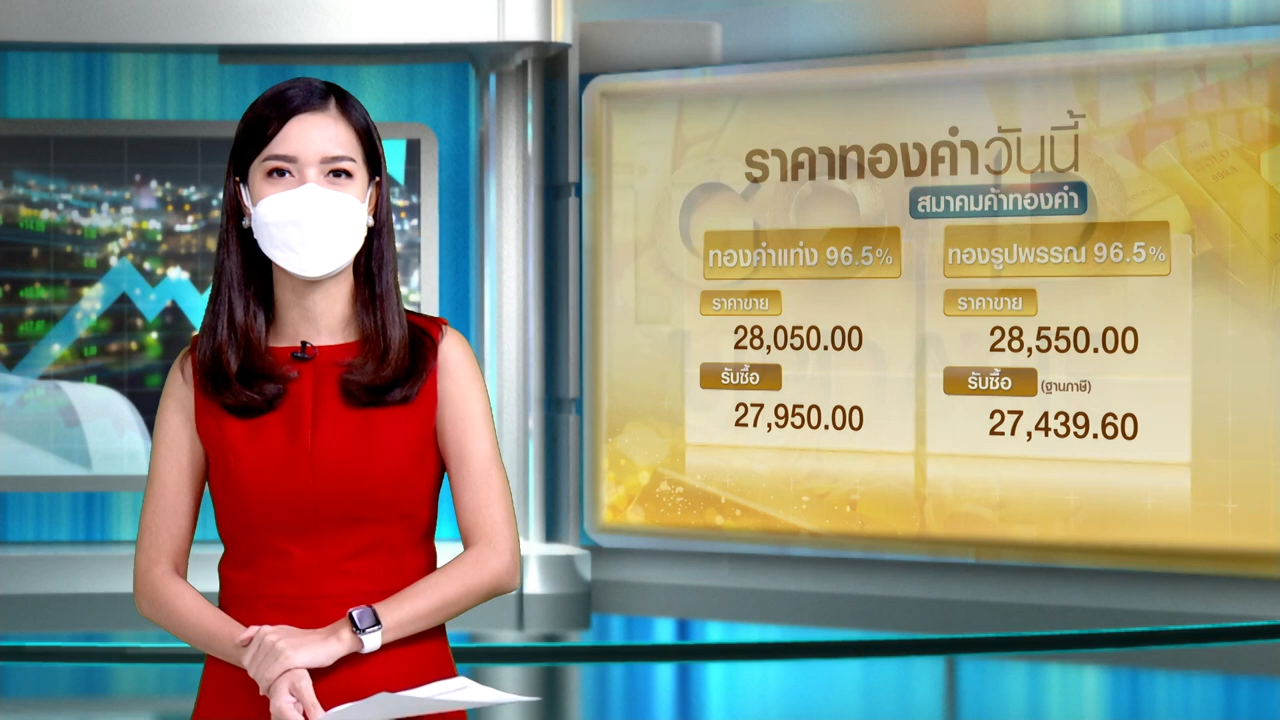 ราคาทองคำวันนี้
สมาคมค้าทองคำ
ทองคำแท่ง 96.5%
ราคาขาย
28,050.00
รับซื้อ
27,950.00
ทองรูปพรรณ 96.5%
ราคาขาย
28,550.00
รับซื้อ (ฐานภาษี)
27,439.60